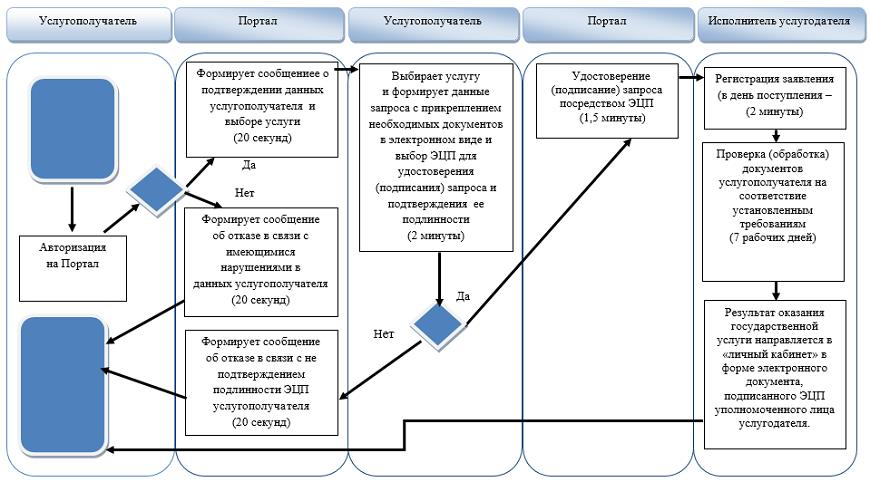 Услугополучатель
Портал
Услугополучатель
Портал
Исполнитель услугодателя
Авторизация
на Портал
Формирует сообщениее о
подтверждении данных
услугополучателя и
выборе услуги
(20 секунд)
Да
Нет
Формирует сообщение
об отказе в связи с
имеющимися
нарушениями в
данных услугополучателя
(20 секунд)
Формирует сообщение
об отказе в связи с не
подтверждением
подлинности ЭЦП
услугополучателя
(20 секунд)
Выбирает услугу
и формирует данные
запроса с прикреплением
необходимых документов
в электронном виде и
выбор ЭЦП для
удостоверения
(подписания) запроса и
подтверждения ее
подлинности
(2 минуты)
Да
Нет
Удостоверение
(подписание) запроса
посредством ЭЦП
(1,5 минуты)
Регистрация заявления
(в день поступления –
(2 минуты)
Проверка (обработка)
документов
услугополучателя на
соответствие
установленным
требованиям
(7 рабочих дней)
Результат оказания
государственной
услуги направляется в
«личный кабинет» в
форме электронного
документа,
подписанного ЭЦП
уполномоченного лица
услугодателя.